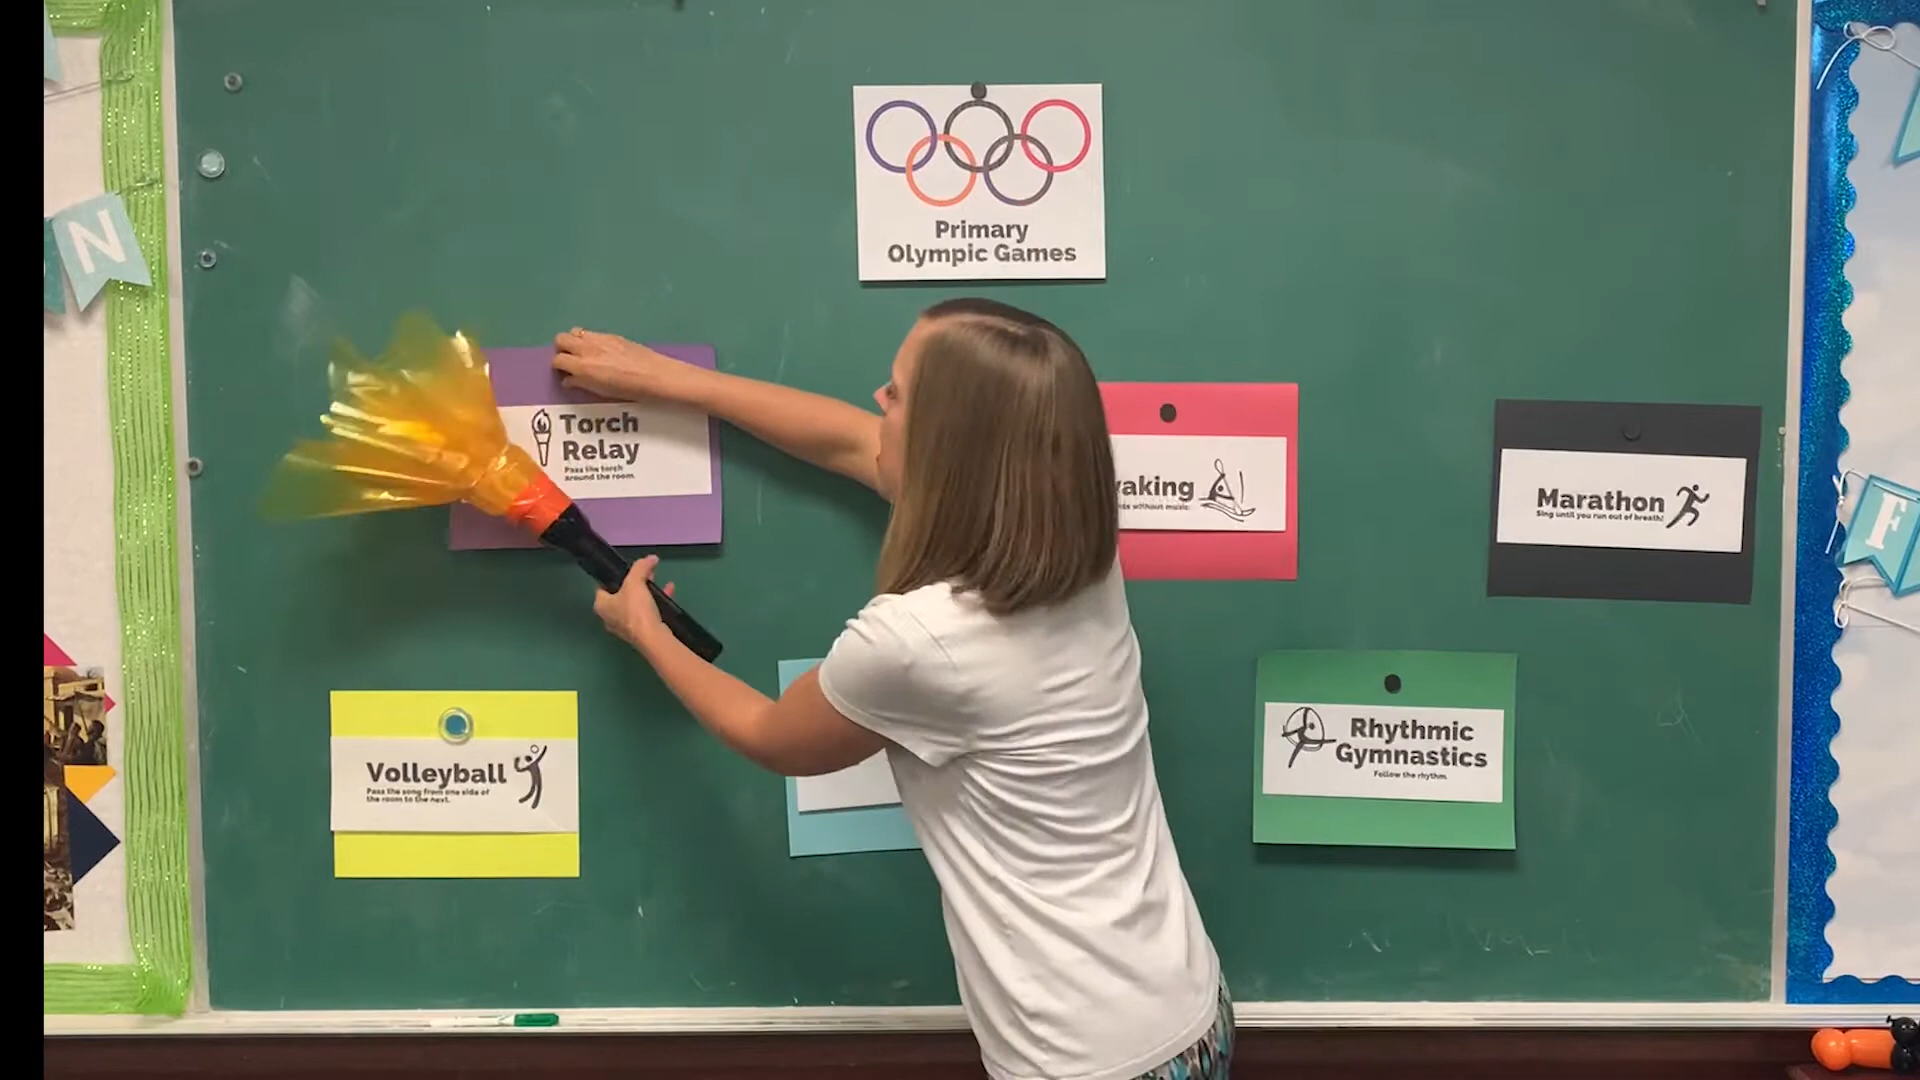 N
Primary
Olympic Games
Torch
Relay
Pass the torch
around the room.
Marathon
Sing until you run out of breath!
F
Volleyball
Pass the song from one side of
the room to the next.
Rhythmic
Gymnastics
Follow the rhythm.